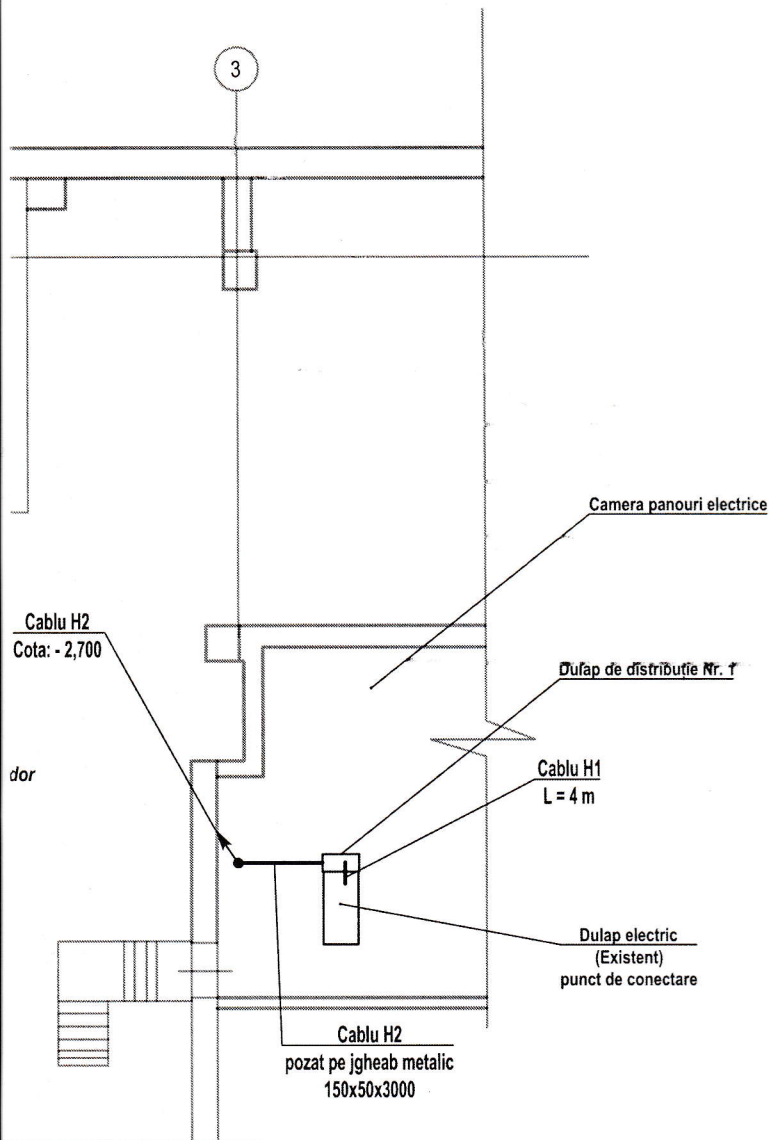 3
Camera panouri electrice
Cablu H2
Cota: - 2,700
Dulap de distribuție Nr. 1
dor
Cablu H1
L = 4 m
Dulap electric
(Existent)
punct de conectare
Cablu H2
pozat pe jgheab metalic
150x50x3000